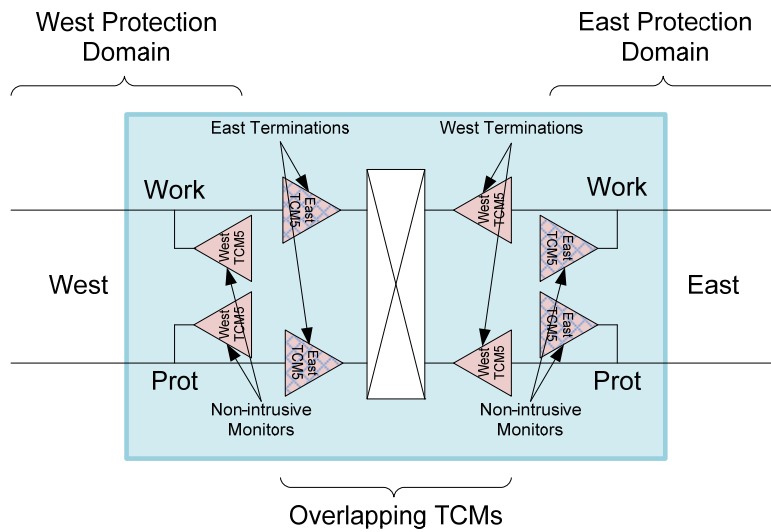 West Protection
Domain
East Protection
Domain
East Terminations
West Terminations
Work
Work
East
TCM5
West
TCM5
West
TCM5
East
TCM5
West
East
West
TCM5
East
TCM5
East
TCM5
West
TCM5
Prot
Prot
Non-intrusive
Monitors
Non-intrusive
Monitors
Overlapping TCMs